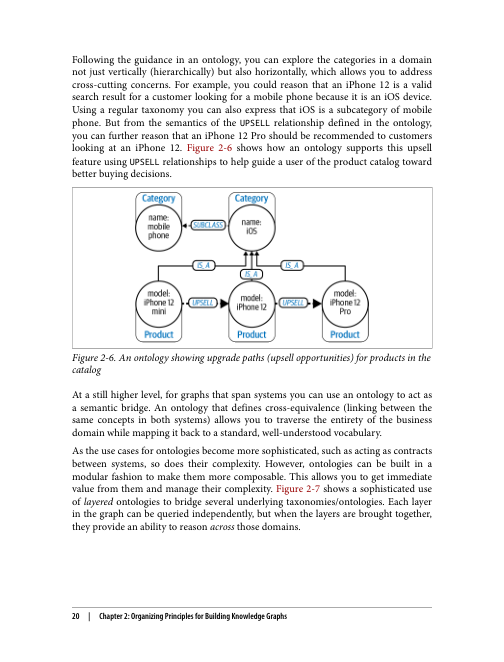 Following the guidance in an ontology, you can explore the categories in a domain
not just vertically (hierarchically) but also horizontally, which allows you to address
cross-cutting concerns. For example, you could reason that an iPhone 12 is a valid
search result for a customer looking for a mobile phone because it is an iOS device.
Using a regular taxonomy you can also express that iOS is a subcategory of mobile
phone. But from the semantics of the UPSELL relationship defined in the ontology,
you can further reason that an iPhone 12 Pro should be recommended to customers
looking at an iPhone 12. Figure 2-6 shows how an ontology supports this upsell
feature using UPSELL relationships to help guide a user of the product catalog toward
better buying decisions.
Category
Category
name:
mobile
phone
SUBCLASS
name:
iOS
IS_A
IS_A
IS_A
model:
iPhone 12
mini
UPSELL
model:
iPhone 12
UPSELL
model:
iPhone 12
Pro
Product
Product
Product
Figure 2-6. An ontology showing upgrade paths (upsell opportunities) for products in the
catalog
At a still higher level, for graphs that span systems you can use an ontology to act as
a semantic bridge. An ontology that defines cross-equivalence (linking between the
same concepts in both systems) allows you to traverse the entirety of the business
domain while mapping it back to a standard, well-understood vocabulary.
As the use cases for ontologies become more sophisticated, such as acting as contracts
between systems, so does their complexity. However, ontologies can be built in a
modular fashion to make them more composable. This allows you to get immediate
value from them and manage their complexity. Figure 2-7 shows a sophisticated use
of layered ontologies to bridge several underlying taxonomies/ontologies. Each layer
in the graph can be queried independently, but when the layers are brought together,
they provide an ability to reason across those domains.
20 | Chapter 2: Organizing Principles for Building Knowledge Graphs